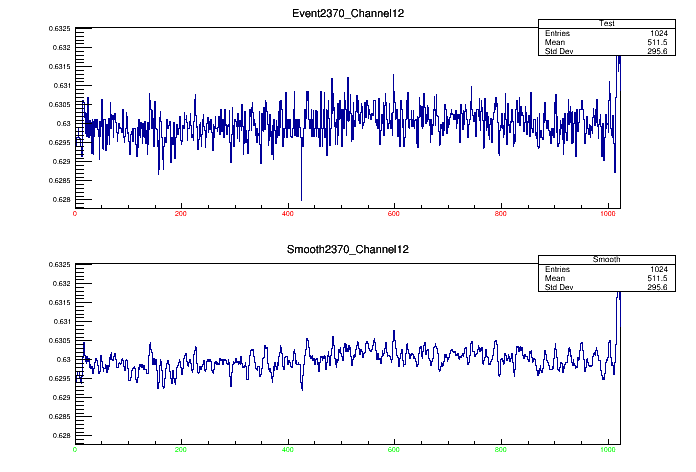 Event2370_Channel12
Test
Entries 1024
Mean 511.5
Std Dev 295.6
0.6325
0.632
0.6315
0.631
0.6305
0.63
0.6295
0.629
0.6285
0.628
0 200 400 600 800 1000
Smooth2370_Channel12
Smooth
Entries 1024
Mean 511.5
Std Dev 295.6
0.6325
0.632
0.6315
0.631
0.6305
0.63
0.6295
0.629
0.6285
0.628
0 200 400 600 800 1000